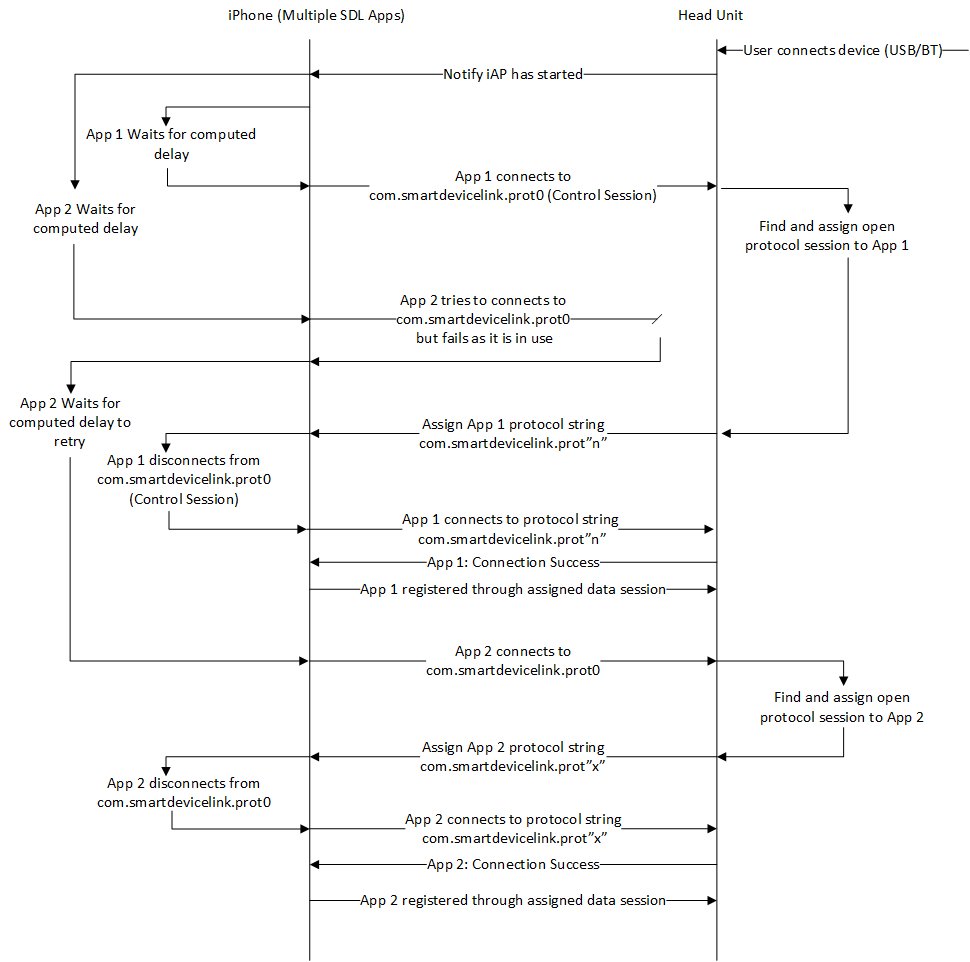 iPhone (Multiple SDL Apps)
Head Unit
User connects device (USB/BT)
Notify iAP has started
App 1 Waits for computed
delay
App 1 connects to
com.smartdevicelink.prot0 (Control Session)
App 2 Waits for
computed delay
Find and assign open
protocol session to App 1
App 2 tries to connects to
com.smartdevicelink.prot0
but fails as it is in use
App 2 Waits for
computed delay to
retry
Assign App 1 protocol string
com.smartdevicelink.prot”n”
App 1 disconnects from
com.smartdevicelink.prot0
(Control Session)
App 1 connects to protocol string
com.smartdevicelink.prot”n”
App 1: Connection Success
App 1 registered through assigned data session
App 2 connects to
com.smartdevicelink.prot0
Find and assign open
protocol session to App 2
Assign App 2 protocol string
com.smartdevicelink.prot”x”
App 2 disconnects from
com.smartdevicelink.prot0
App 2 connects to protocol string
com.smartdevicelink.prot”x”
App 2: Connection Success
App 2 registered through assigned data session